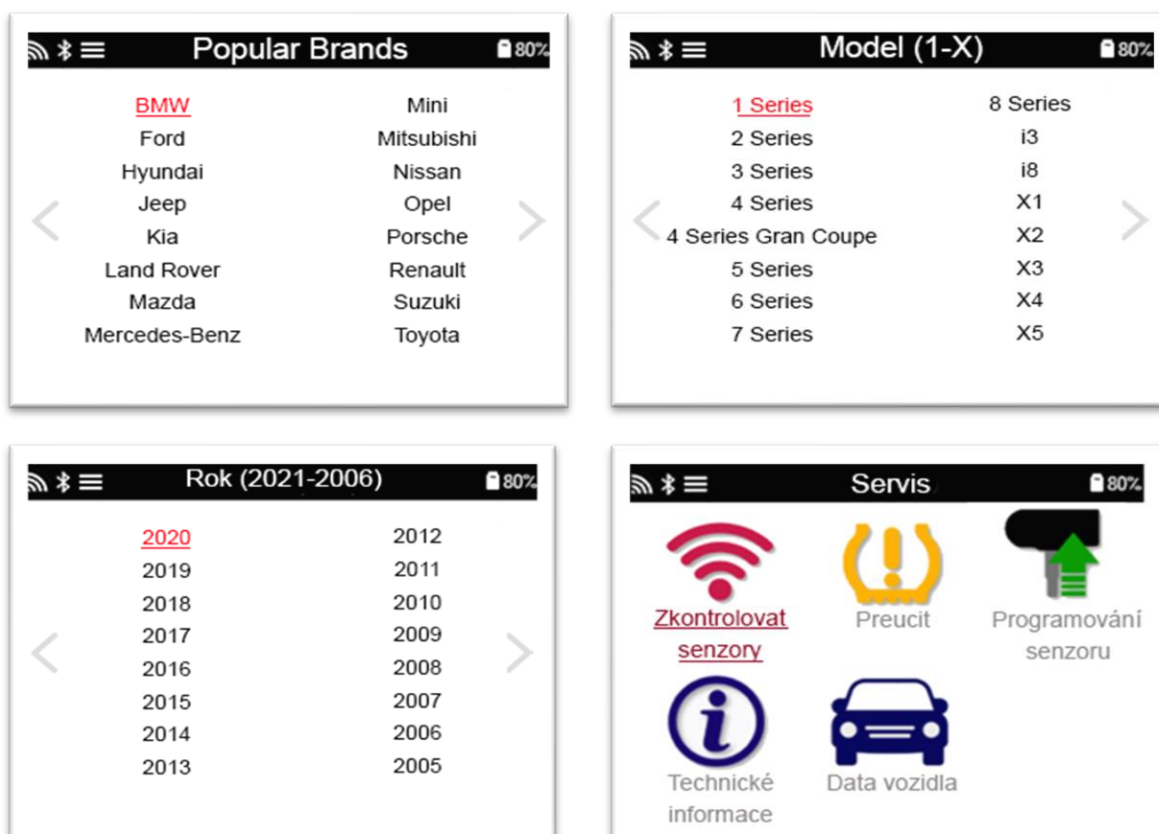 Popular Brands
80%
BMW
Mini
Ford
Mitsubishi
Hyundai
Nissan
Jeep
Opel
Kia
Porsche
Land Rover
Renault
Mazda
Suzuki
Mercedes-Benz
Toyota
Model (1-X)
80%
1 Series
8 Series
2 Series
i3
3 Series
i8
4 Series
X1
4 Series Gran Coupe
X2
5 Series
X3
6 Series
X4
7 Series
X5
Rok (2021-2006)
80%
2020
2012
2019
2011
2018
2010
2017
2009
2016
2008
2015
2007
2014
2006
2013
2005
Servis
80%
Zkontrolovat
senzory
Preucit
Programování
senzoru
Technické
informace
Data vozidla